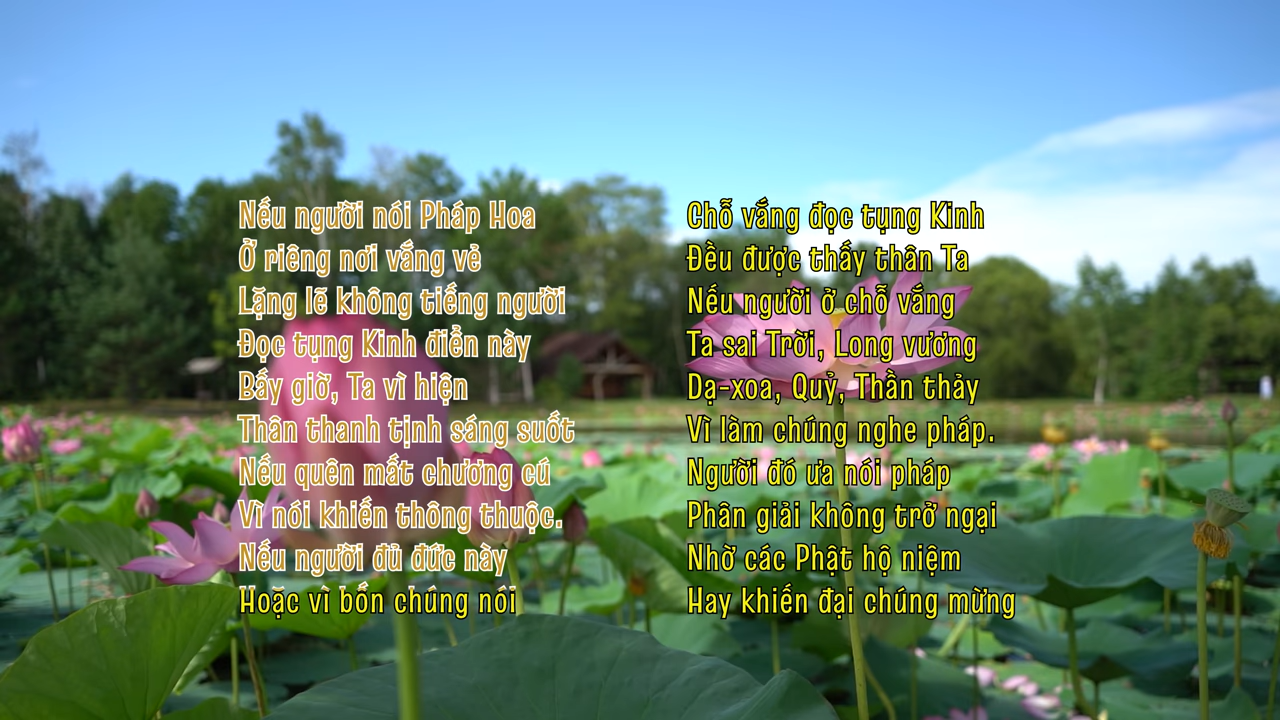 Nếu người nói Pháp Hoa
Ở riêng nơi vắng vẻ
Lặng lẽ không tiếng người
Đọc tụng Kinh điển này
Bấy giờ, Ta vì hiện
Thân thanh tịnh sáng suốt
Nếu quên mất chương cú
Vì nói khiến thông thuộc.
Nếu người đủ đức này
Hoặc vì bốn chúng nói
Chỗ vắng đọc tụng Kinh
Đều được thấy thân Ta
Nếu người ở chỗ vắng
Ta sai Trời, Long vương
Dạ-xoa, Quỷ, Thần thảy
Vì làm chúng nghe pháp.
Người đó ưa nói pháp
Phân giải không trở ngại
Nhờ các Phật hộ niệm
Hay khiến đại chúng mừng